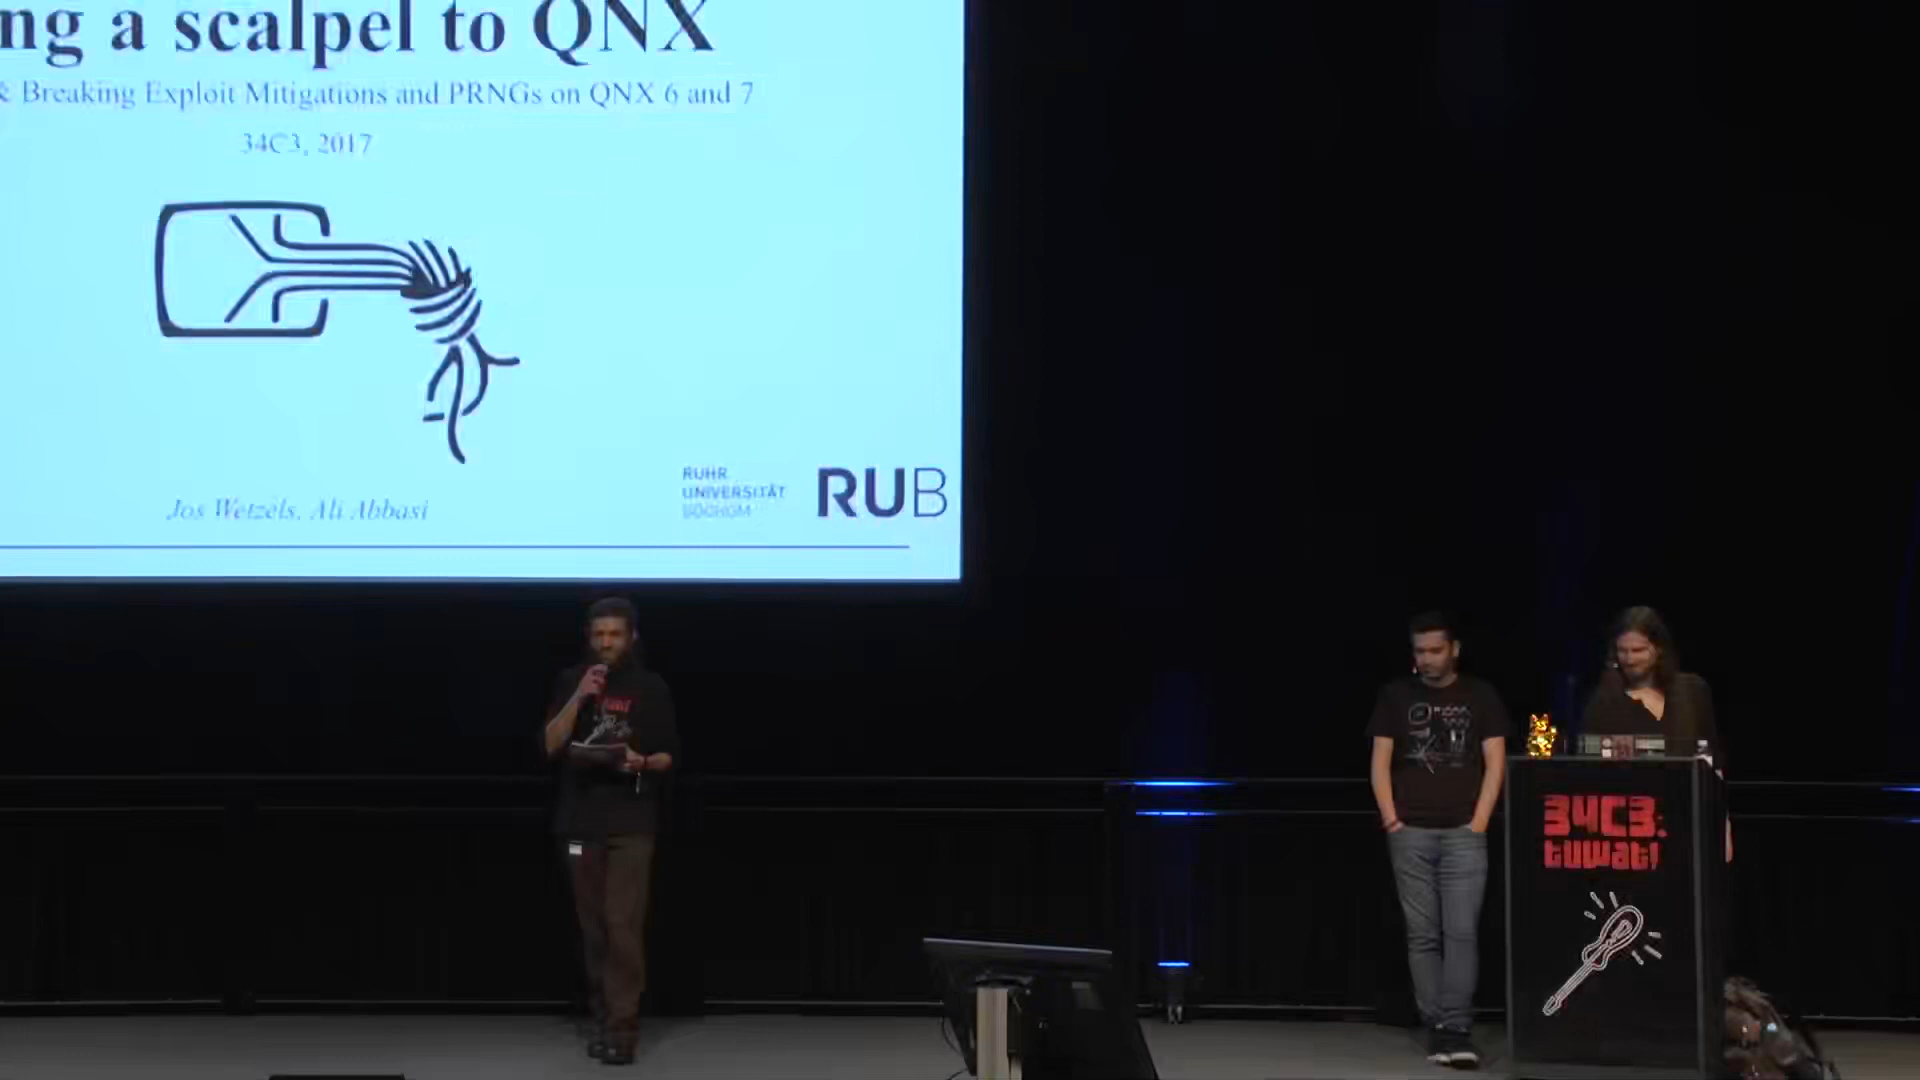 ng a scalpel to QNX
& Breaking Exploit Mitigations and PRNGs on QNX 6 and 7
34C3, 2017
Jos Wetzels, Ali Abbasi
RUHR
UNIVERSITÄT
BOCHUM
RUB
34C3:
tuwat!